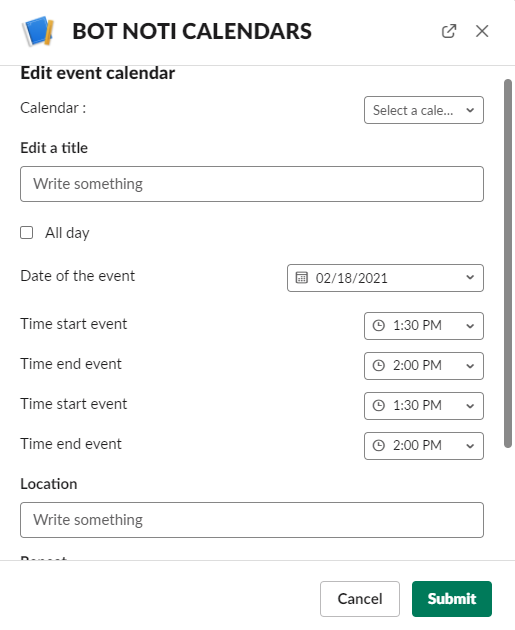 BOT NOTI CALENDARS
Edit event calendar
Calendar : Select a cale...
Edit a title
Write something
All day
Date of the event 02/18/2021
Time start event 1:30 PM
Time end event 2:00 PM
Time start event 1:30 PM
Time end event 2:00 PM
Location
Write something
Repeat
Cancel Submit